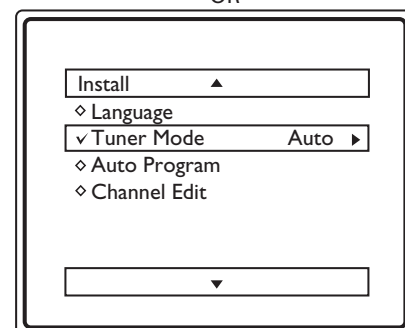 Install ▲
◇ Language
✓ Tuner Mode Auto ▶
◇ Auto Program
◇ Channel Edit
▼